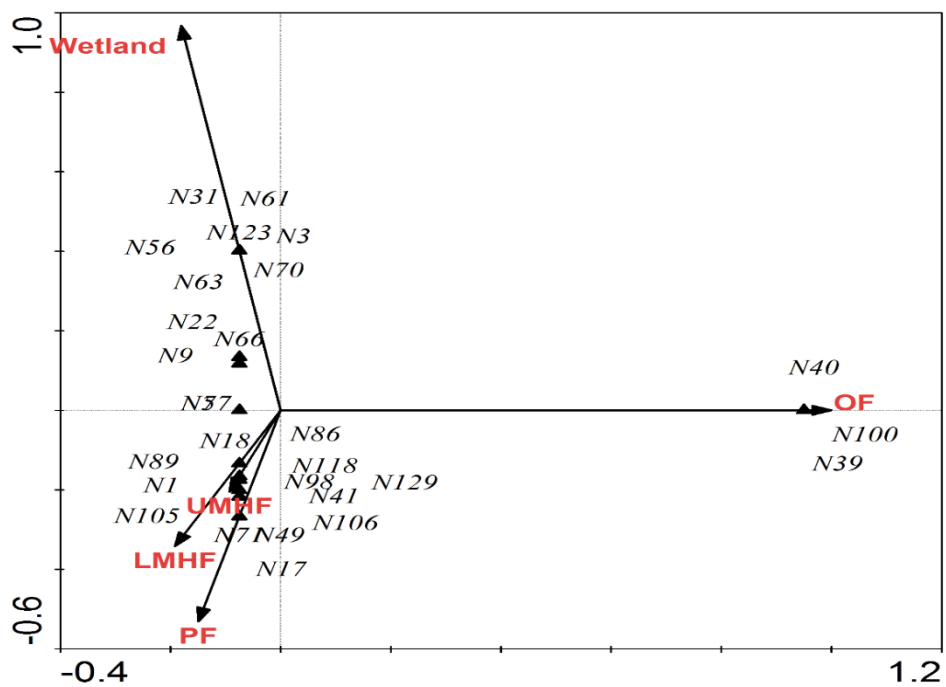 1.0
Wetland
N31 N61
N123 N3
N56
N70
N63
N22
N66
N9
N40
N77
OF
N86 N100
N18
N89 N118 N39
N1 N98 N129
UMHF N41
N105 N106
N71 N49
LMHF N17
PF
-0.6
-0.4 1.2